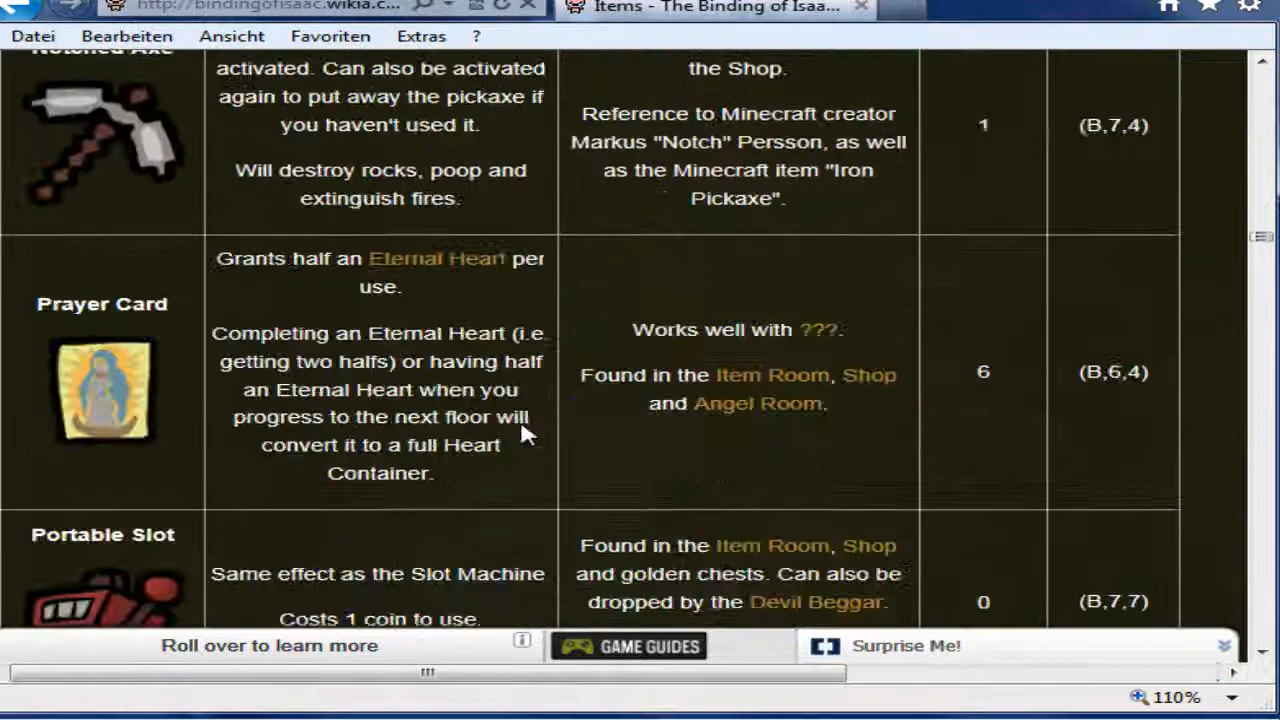 http://bindingofisaac.wikia.c...
Items - The Binding of Isaa...
Datei Bearbeiten Ansicht Favoriten Extras ?
Notched Axe
activated. Can also be activated
again to put away the pickaxe if
you haven't used it.
Will destroy rocks, poop and
extinguish fires.
the Shop.
Reference to Minecraft creator
Markus "Notch" Persson, as well
as the Minecraft item "Iron
Pickaxe".
1
(B,7,4)
Prayer Card
Grants half an Eternal Heart per
use.
Completing an Eternal Heart (i.e.
getting two halfs) or having half
an Eternal Heart when you
progress to the next floor will
convert it to a full Heart
Container.
Works well with ???.
Found in the Item Room, Shop
and Angel Room.
6
(B,6,4)
Portable Slot
Same effect as the Slot Machine
Costs 1 coin to use.
Found in the Item Room, Shop
and golden chests. Can also be
dropped by the Devil Beggar.
0
(B,7,7)
Roll over to learn more
GAME GUIDES
Surprise Me!
110%